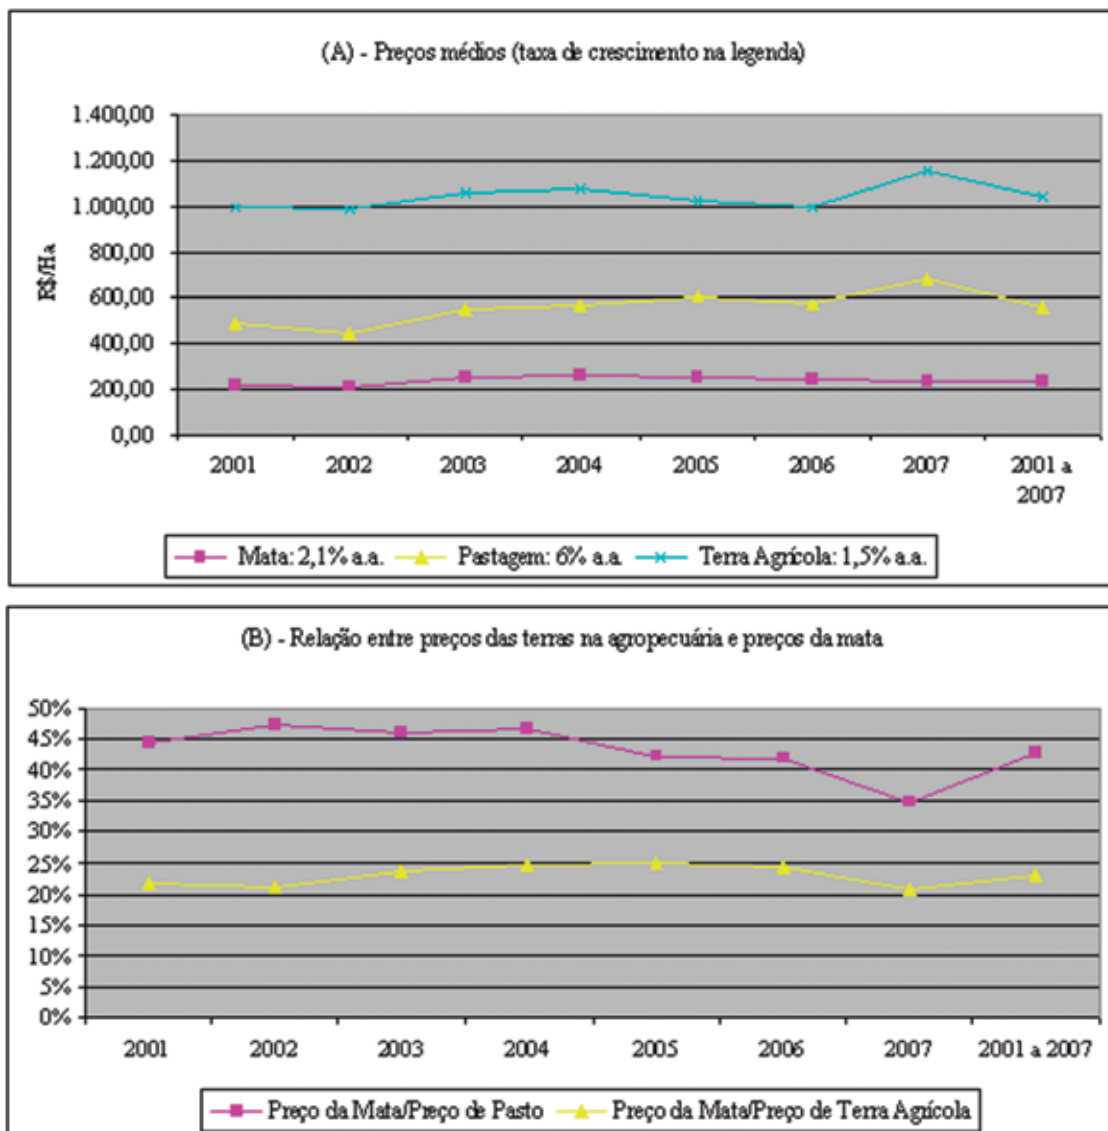 (A) - Preços médios (taxa de crescimento na legenda)
1.400,00
1.200,00
1.000,00
800,00
600,00
400,00
200,00
0,00
R$/Ha
2001 2002 2003 2004 2005 2006 2007 2001 a
2007
Mata: 2,1% a.a. Pastagem: 6% a.a. Terra Agrícola: 1,5% a.a.
(B) - Relação entre preços das terras na agropecuária e preços da mata
50%
45%
40%
35%
30%
25%
20%
15%
10%
5%
0%
2001 2002 2003 2004 2005 2006 2007 2001 a 2007
Preço da Mata/Preço de Pasto Preço da Mata/Preço de Terra Agrícola